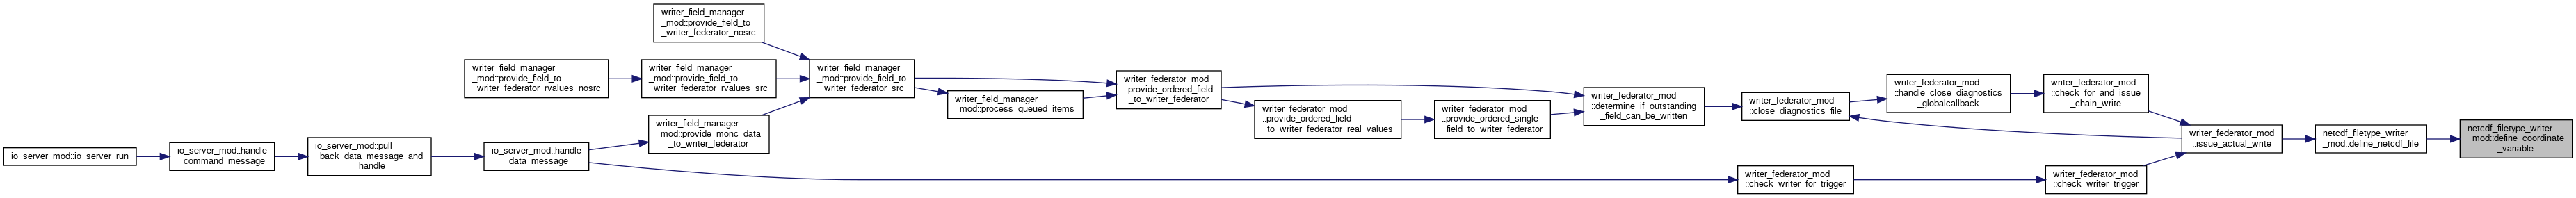 writer_field_manager
_mod::provide_field_to
_writer_federator_nosrc
writer_field_manager
_mod::provide_field_to
_writer_federator_rvalues_nosrc
writer_field_manager
_mod::provide_field_to
_writer_federator_rvalues_src
writer_field_manager
_mod::provide_field_to
_writer_federator_src
writer_field_manager
_mod::process_queued_items
writer_federator_mod
::provide_ordered_field
_to_writer_federator
writer_federator_mod
::provide_ordered_field
_to_writer_federator_real_values
writer_federator_mod
::provide_ordered_single
_field_to_writer_federator
writer_federator_mod
::determine_if_outstanding
_field_can_be_written
writer_federator_mod
::close_diagnostics_file
writer_federator_mod
::handle_close_diagnostics
_globalcallback
writer_federator_mod
::check_for_and_issue
_chain_write
writer_federator_mod
::issue_actual_write
netcdf_filetype_writer
_mod::define_netcdf_file
netcdf_filetype_writer
_mod::define_coordinate
_variable
io_server_mod::io_server_run
io_server_mod::handle
_command_message
io_server_mod::pull
_back_data_message_and
_handle
io_server_mod::handle
_data_message
writer_field_manager
_mod::provide_monc_data
_to_writer_federator
writer_federator_mod
::check_writer_for_trigger
writer_federator_mod
::check_writer_trigger